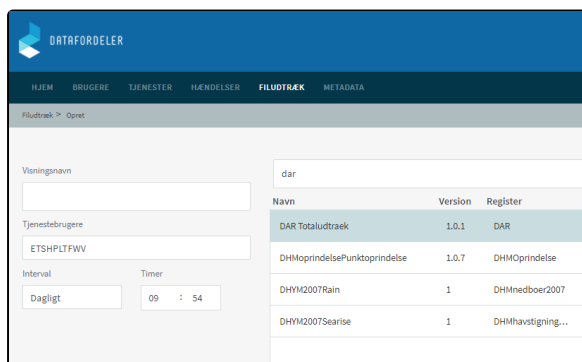 DATAFORDELER
HJEM BRUGERE TJENESTER HÆNDELSER FILUDTRÆK METADATA
Filudtræk > Opret
Visningsnavn
Tjenestebrugere
ETSHPLTFWV
Interval Timer
Dagligt 09 : 54
dar
Navn Version Register
DAR Totaludtraek 1.0.1 DAR
DHMoprindelsePunktoprindelse 1.0.7 DHMOprindelse
DHYM2007Rain 1 DHMnedboer2007
DHYM2007Searise 1 DHMhavstigning...